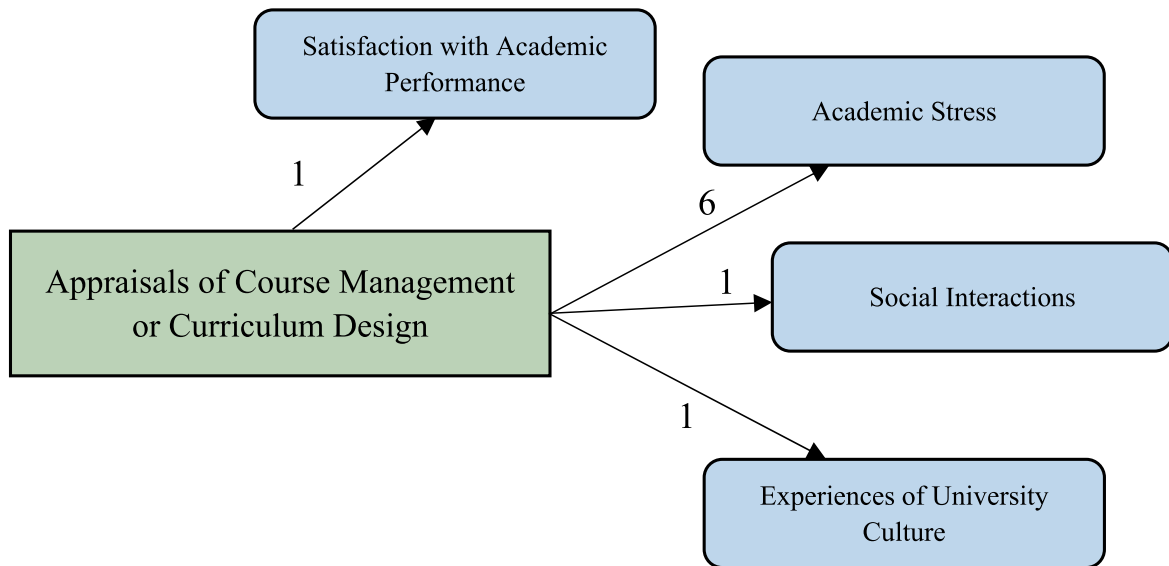 Satisfaction with Academic
Performance
Academic Stress
1
6
Appraisals of Course Management
or Curriculum Design
1
Social Interactions
1
Experiences of University
Culture